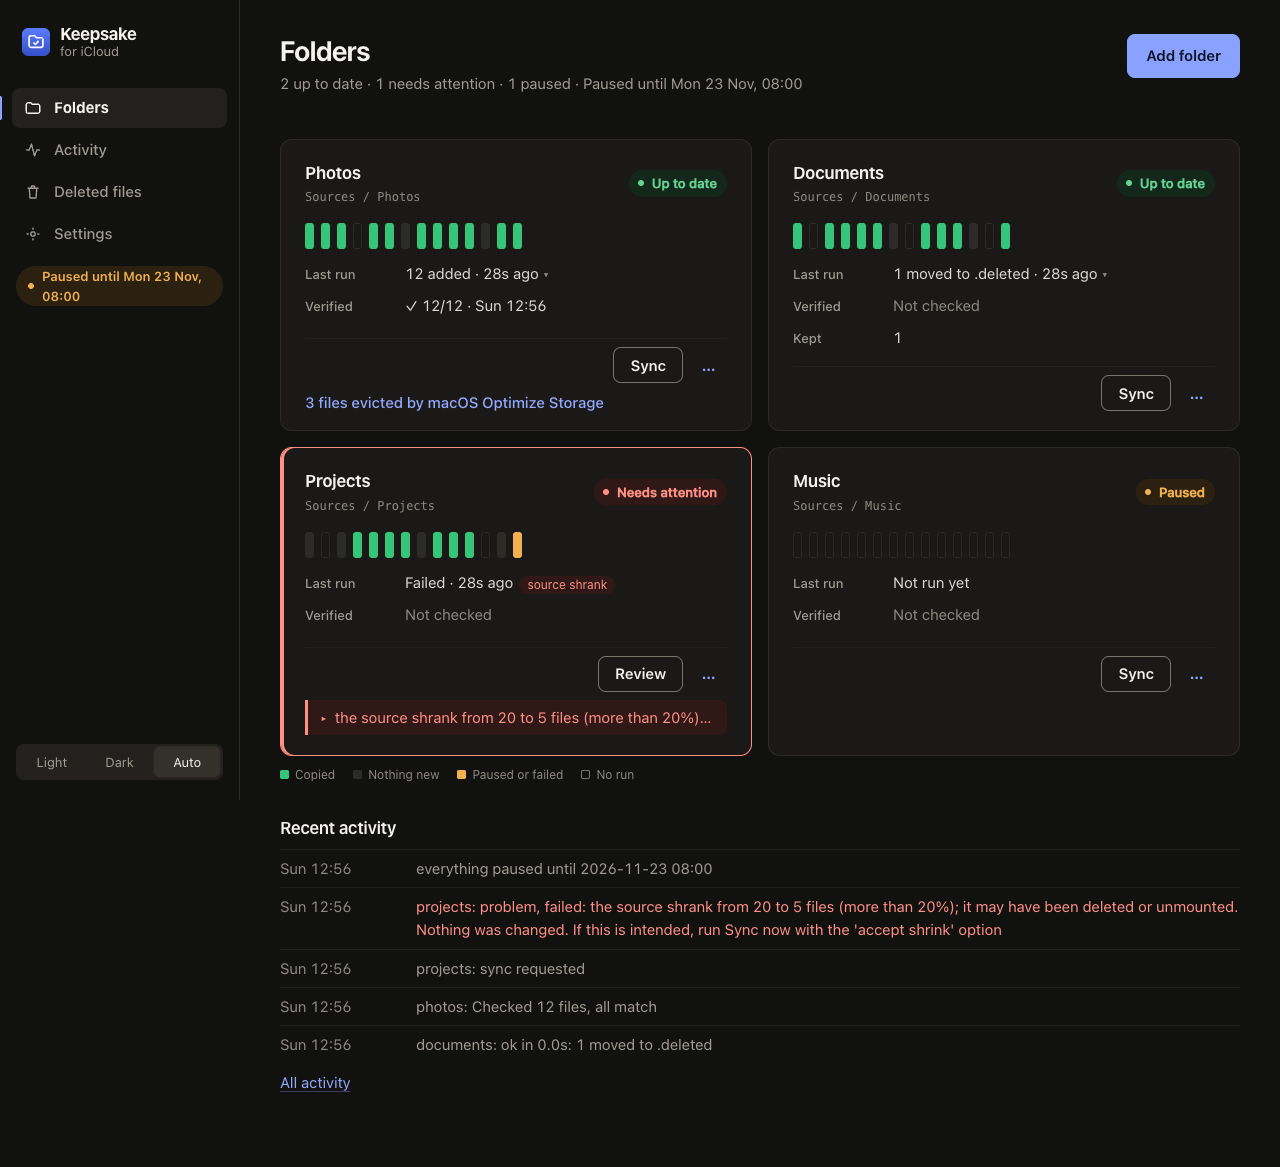 Keepsake
for iCloud
Folders
Activity
Deleted files
Settings
Paused until Mon 23 Nov,
08:00
Light Dark Auto
Folders
2 up to date · 1 needs attention · 1 paused · Paused until Mon 23 Nov, 08:00
Add folder
Photos
Sources / Photos
Up to date
Last run 12 added · 28s ago ▾
Verified ✓ 12/12 · Sun 12:56
Sync ...
3 files evicted by macOS Optimize Storage
Documents
Sources / Documents
Up to date
Last run 1 moved to .deleted · 28s ago ▾
Verified Not checked
Kept 1
Sync ...
Projects
Sources / Projects
Needs attention
Last run Failed · 28s ago source shrank
Verified Not checked
Review ...
▸ the source shrank from 20 to 5 files (more than 20%)...
Music
Sources / Music
Paused
Last run Not run yet
Verified Not checked
Sync ...
Copied Nothing new Paused or failed No run
Recent activity
Sun 12:56 everything paused until 2026-11-23 08:00
Sun 12:56 projects: problem, failed: the source shrank from 20 to 5 files (more than 20%); it may have been deleted or unmounted.
Nothing was changed. If this is intended, run Sync now with the 'accept shrink' option
Sun 12:56 projects: sync requested
Sun 12:56 photos: Checked 12 files, all match
Sun 12:56 documents: ok in 0.0s: 1 moved to .deleted
All activity